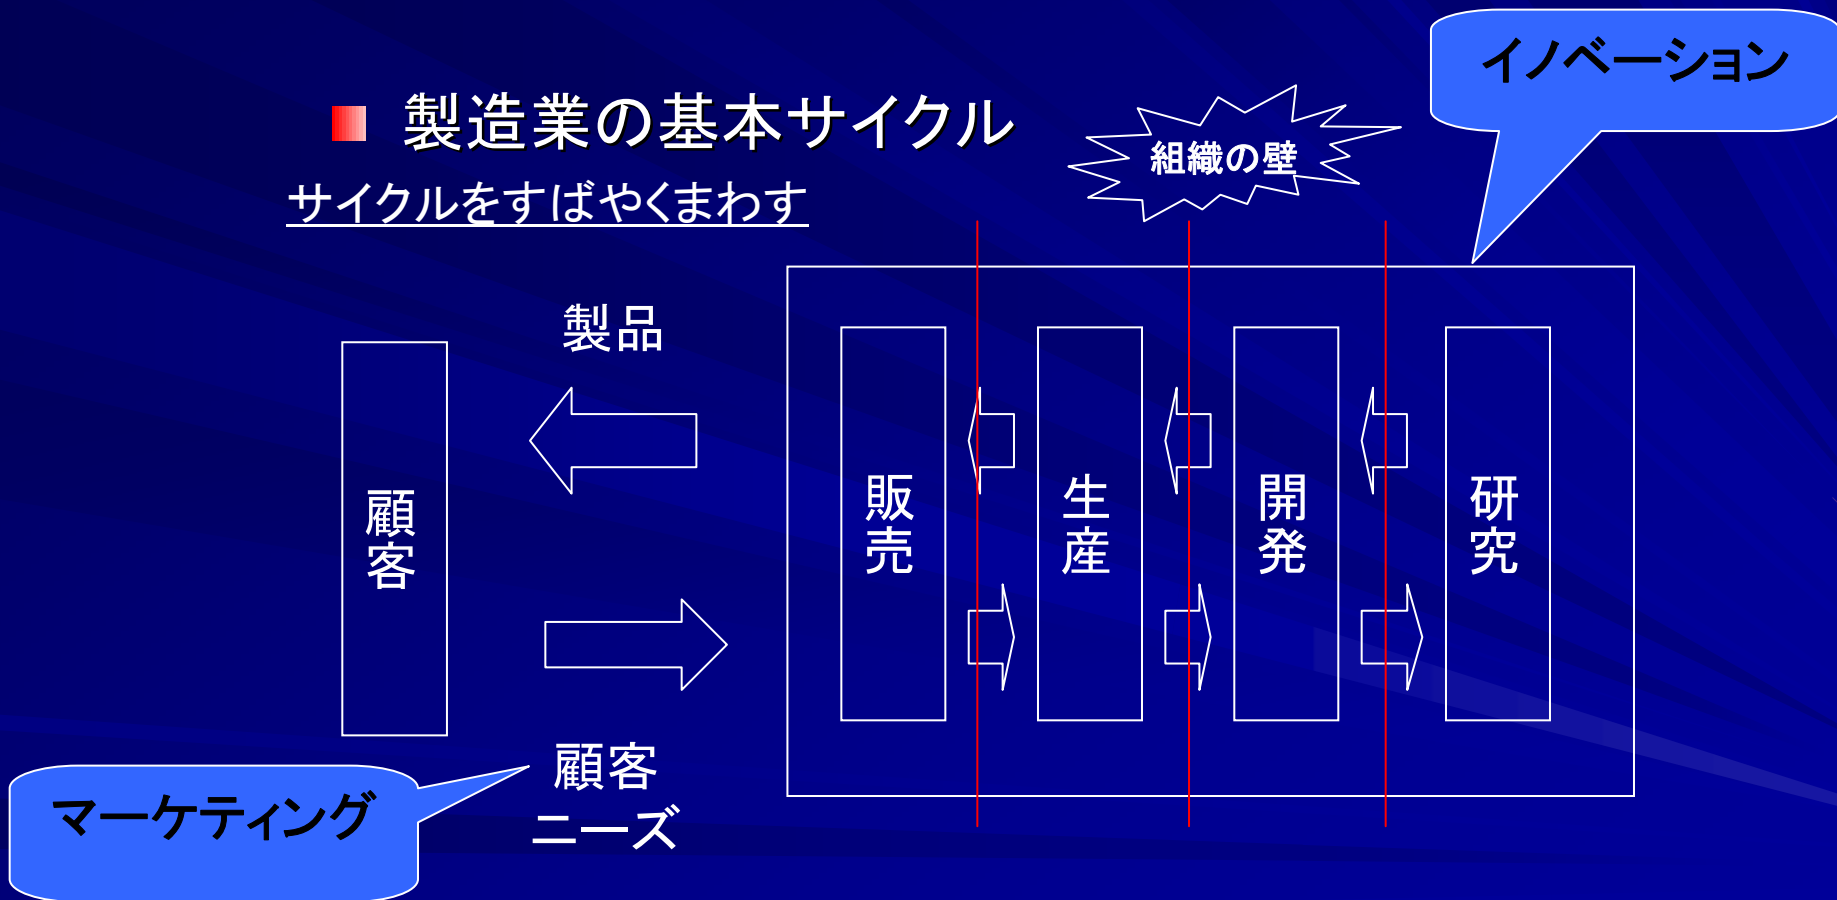 イノベーション
製造業の基本サイクル
組織の壁
サイクルをすばやくまわす
製品
顧客
販売
生産
開発
研究
顧客
ニーズ
マーケティング